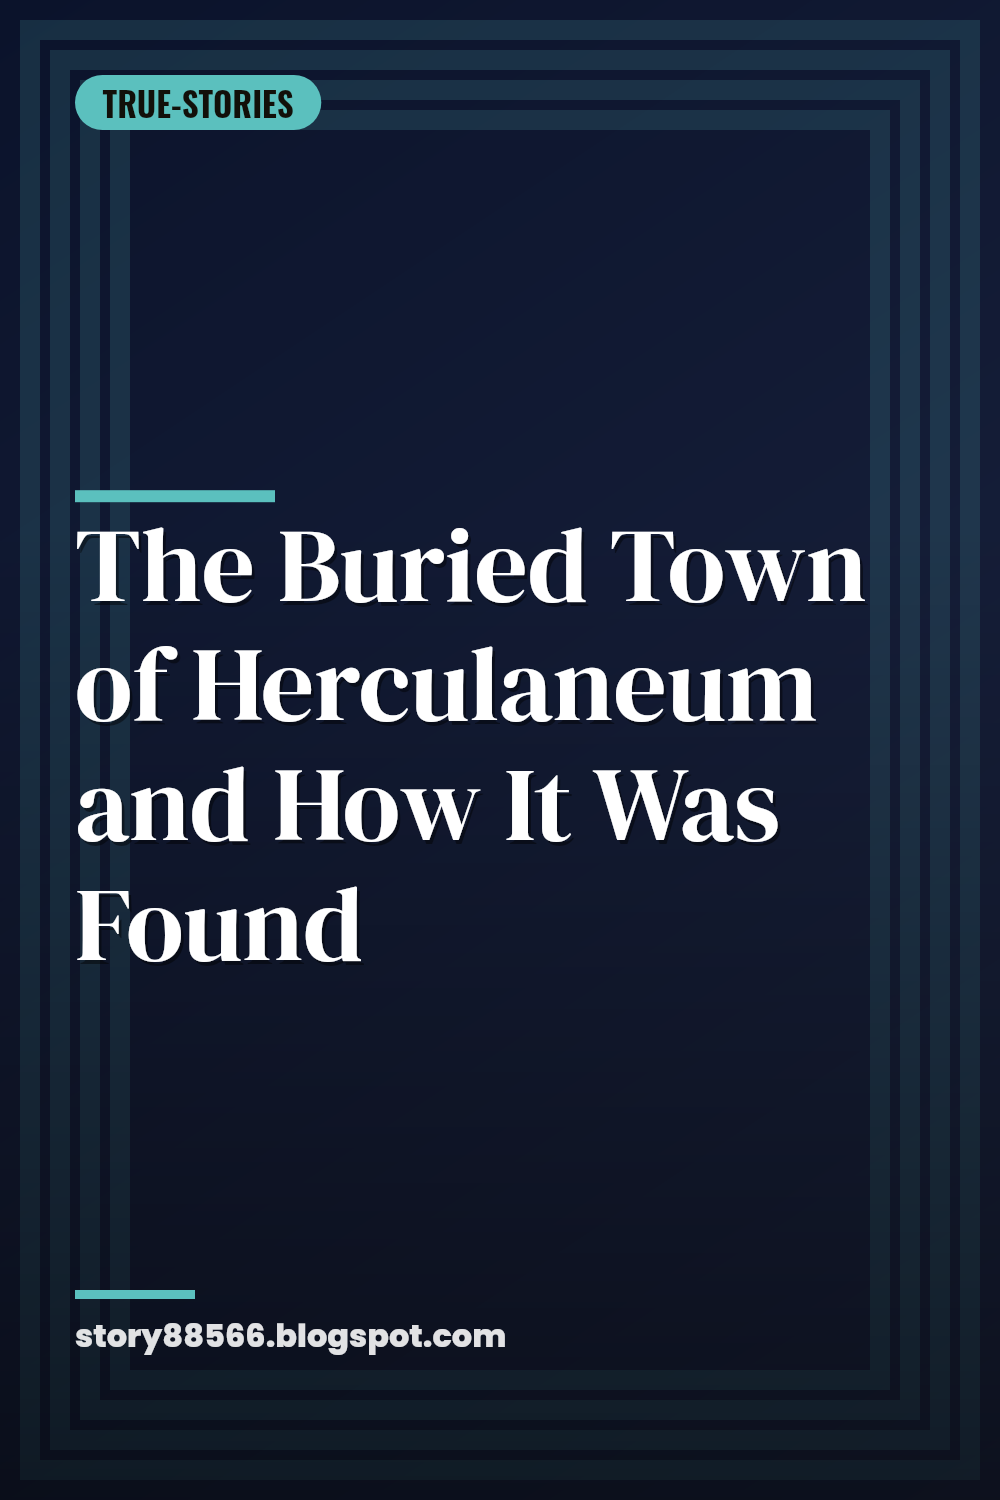 TRUE-STORIES
The Buried Town
of Herculaneum
and How It Was
Found
story88566.blogspot.com